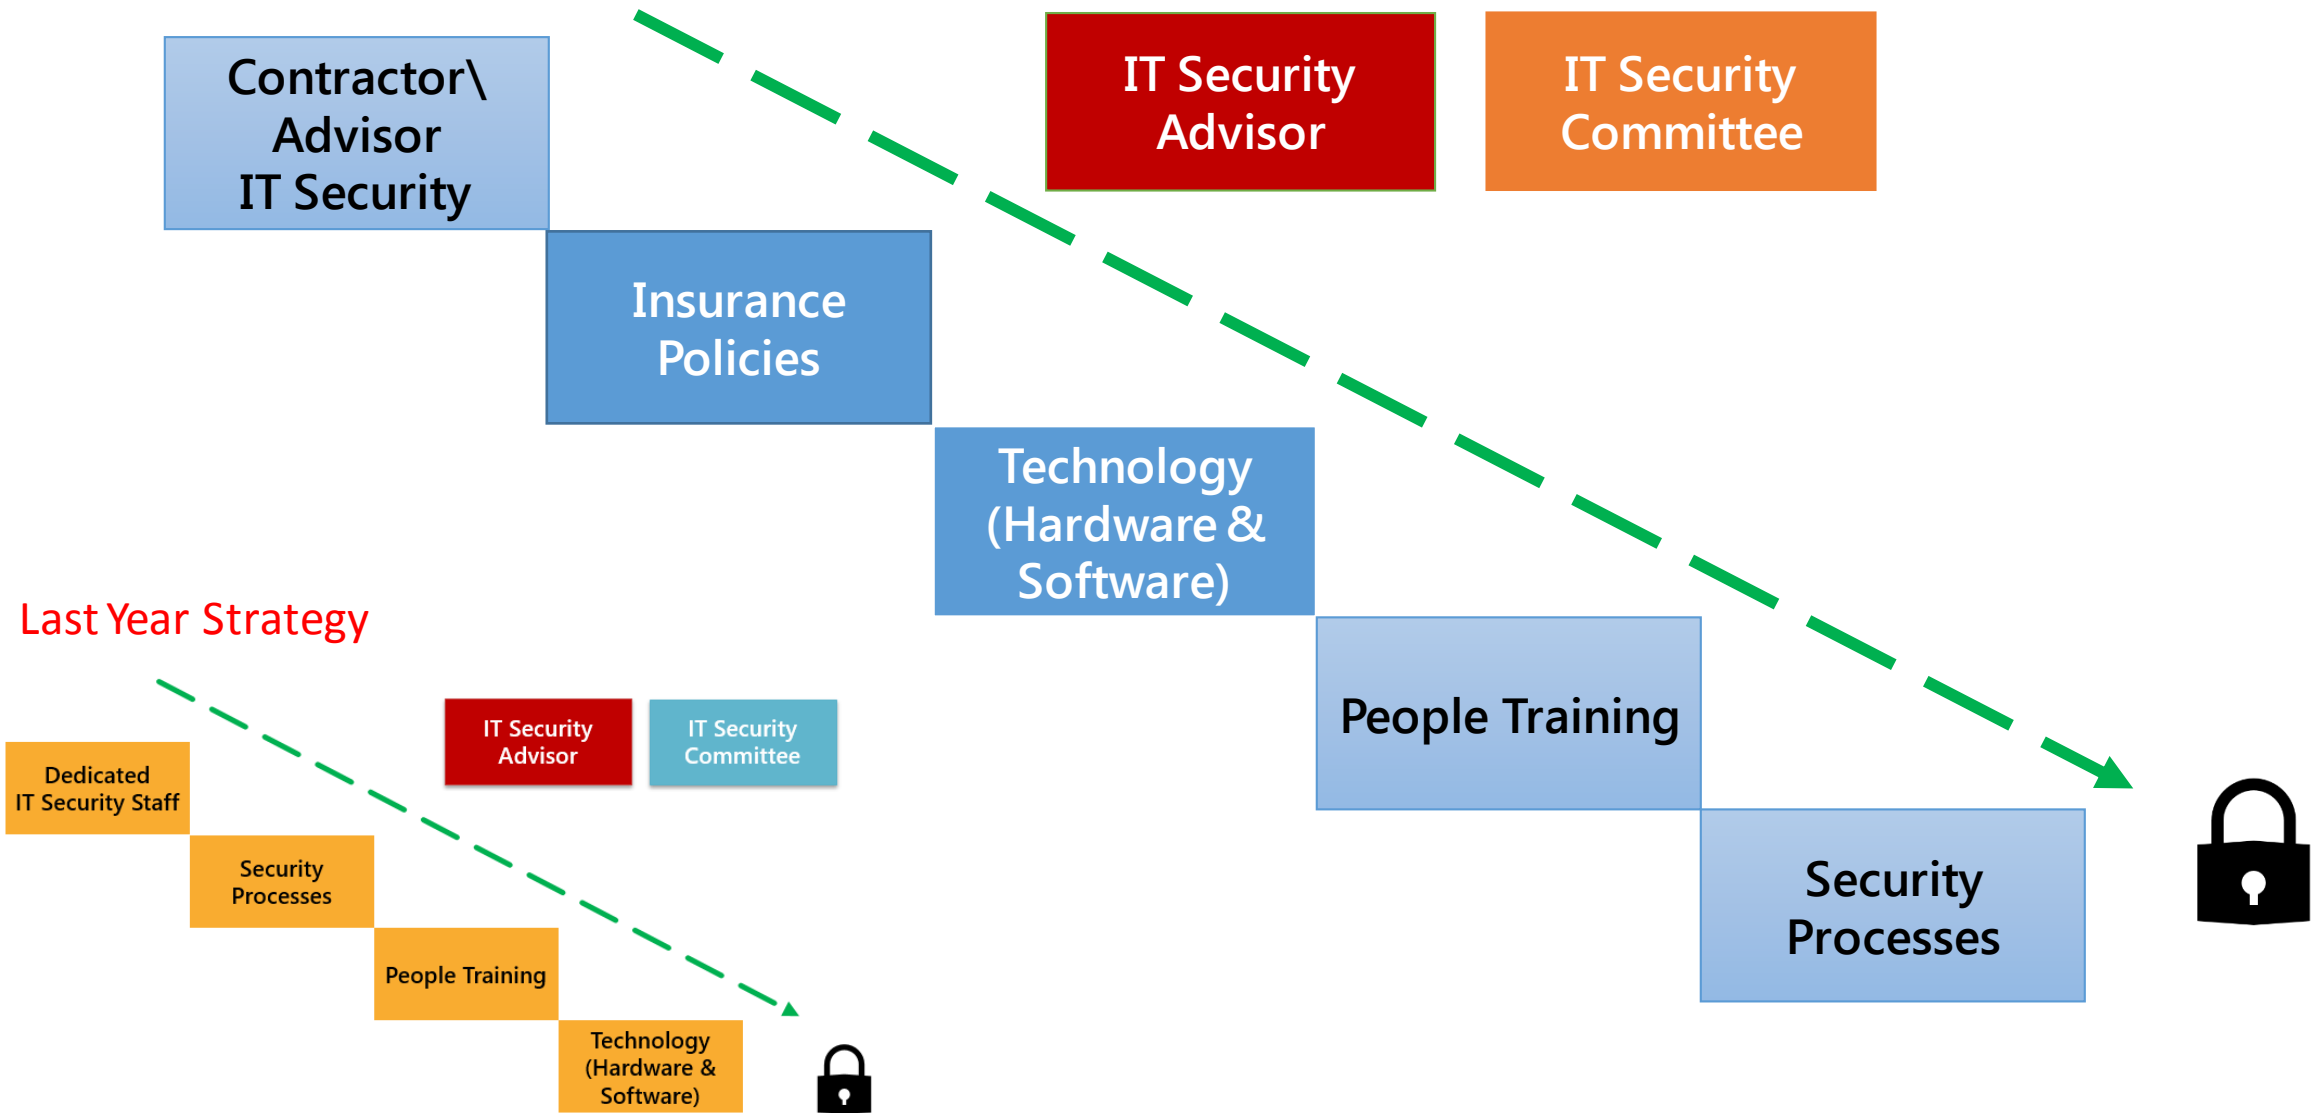 Contractor\
Advisor
IT Security
IT Security
Advisor
IT Security
Committee
Insurance
Policies
Technology
(Hardware &
Software)
People Training
Security
Processes
Last Year Strategy
IT Security
Advisor
IT Security
Committee
Dedicated
IT Security Staff
Security
Processes
People Training
Technology
(Hardware &
Software)